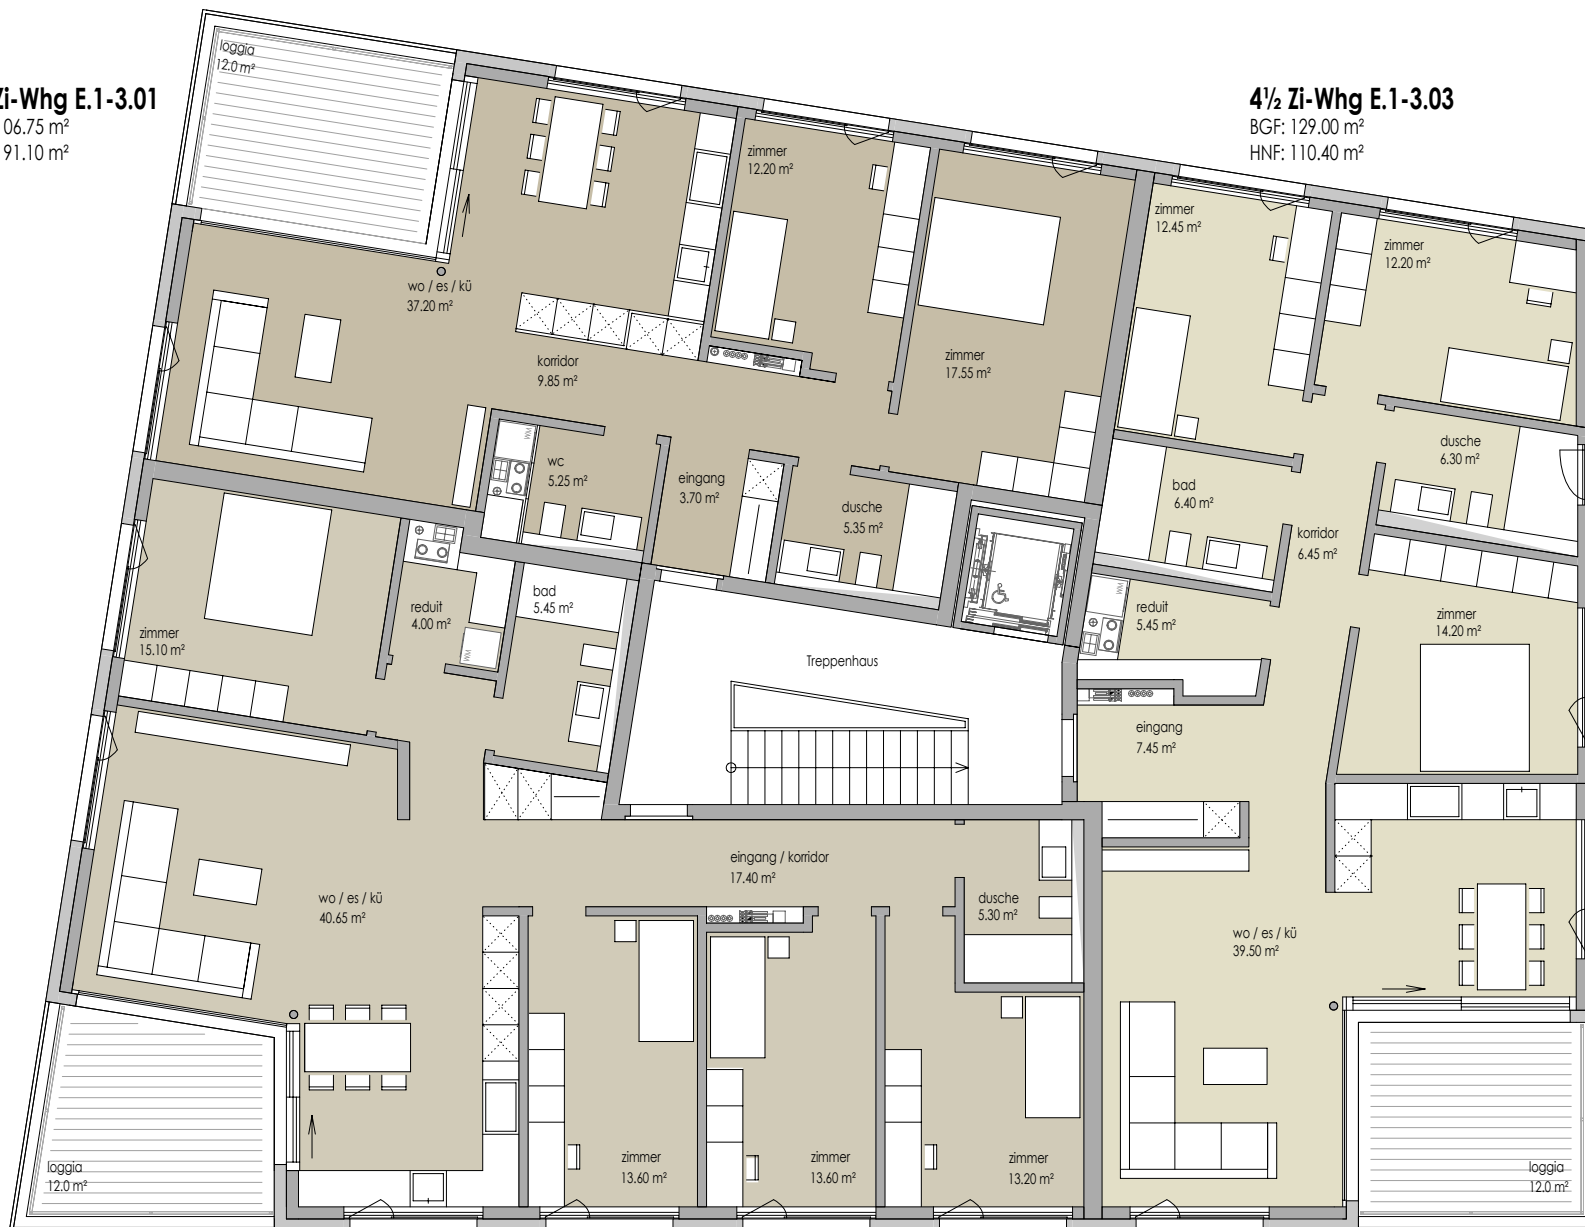 loggia
12.0 m²
Zi-Whg E.1-3.01
06.75 m²
91.10 m²
4½ Zi-Whg E.1-3.03
BGF: 129.00 m²
HNF: 110.40 m²
zimmer
12.20 m²
zimmer
12.45 m²
zimmer
12.20 m²
wo / es / kü
37.20 m²
korridor
9.85 m²
zimmer
17.55 m²
wc
5.25 m²
WM
eingang
3.70 m²
dusche
5.35 m²
bad
6.40 m²
dusche
6.30 m²
korridor
6.45 m²
zimmer
15.10 m²
reduit
4.00 m²
WM
bad
5.45 m²
Treppenhaus
WM
reduit
5.45 m²
zimmer
14.20 m²
eingang
7.45 m²
wo / es / kü
40.65 m²
eingang / korridor
17.40 m²
dusche
5.30 m²
wo / es / kü
39.50 m²
loggia
12.0 m²
zimmer
13.60 m²
zimmer
13.60 m²
zimmer
13.20 m²
loggia
12.0 m²